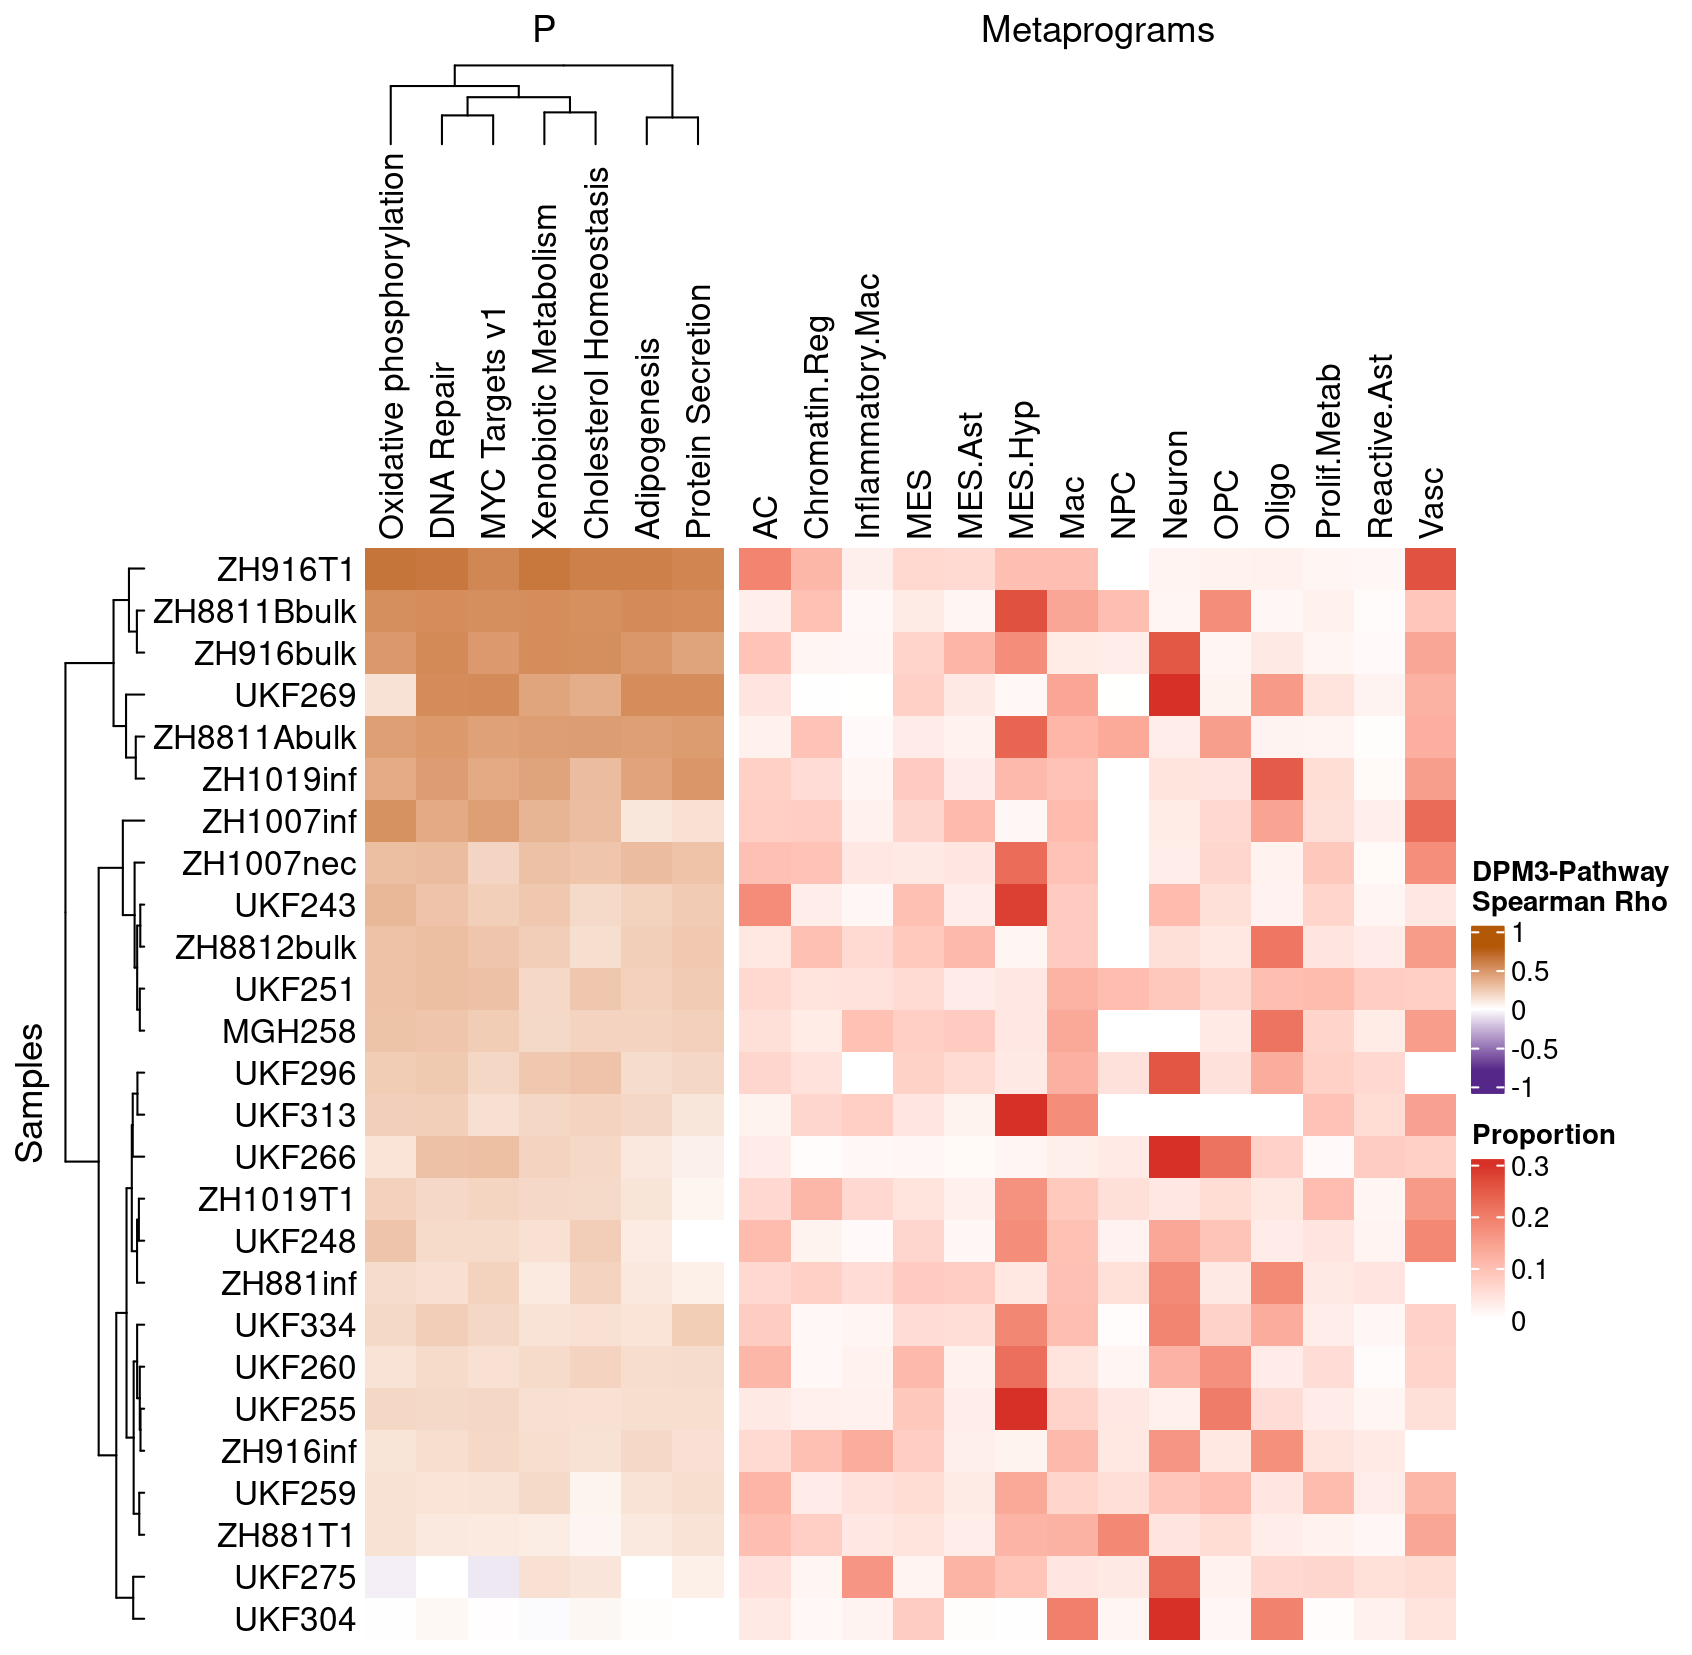 P
Metaprograms
Oxidative phosphorylation
DNA Repair
MYC Targets v1
Xenobiotic Metabolism
Cholesterol Homeostasis
Adipogenesis
Protein Secretion
AC
Chromatin.Reg
Inflammatory.Mac
MES
MES.Ast
MES.Hyp
Mac
NPC
Neuron
OPC
Oligo
Prolif.Metab
Reactive.Ast
Vasc
Samples
ZH916T1
ZH8811Bbulk
ZH916bulk
UKF269
ZH8811Abulk
ZH1019inf
ZH1007inf
ZH1007nec
UKF243
ZH8812bulk
UKF251
MGH258
UKF296
UKF313
UKF266
ZH1019T1
UKF248
ZH881inf
UKF334
UKF260
UKF255
ZH916inf
UKF259
ZH881T1
UKF275
UKF304
DPM3-Pathway
Spearman Rho
1
0.5
0
-0.5
-1
Proportion
0.3
0.2
0.1
0